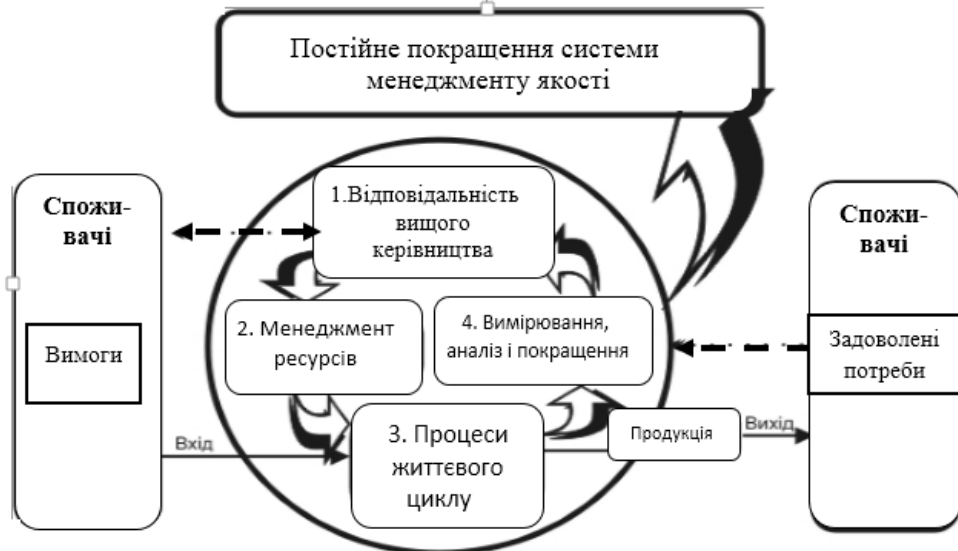 Постійне покращення системи
менеджменту якості
Спожи-
вачі
Вимоги
1.Відповідальність
вищого
керівництва
2. Менеджмент
ресурсів
4. Вимірювання,
аналіз і покращення
Вхід
3. Процеси
життєвого
циклу
Продукція
Вихід
Спожи-
вачі
Задоволені
потреби